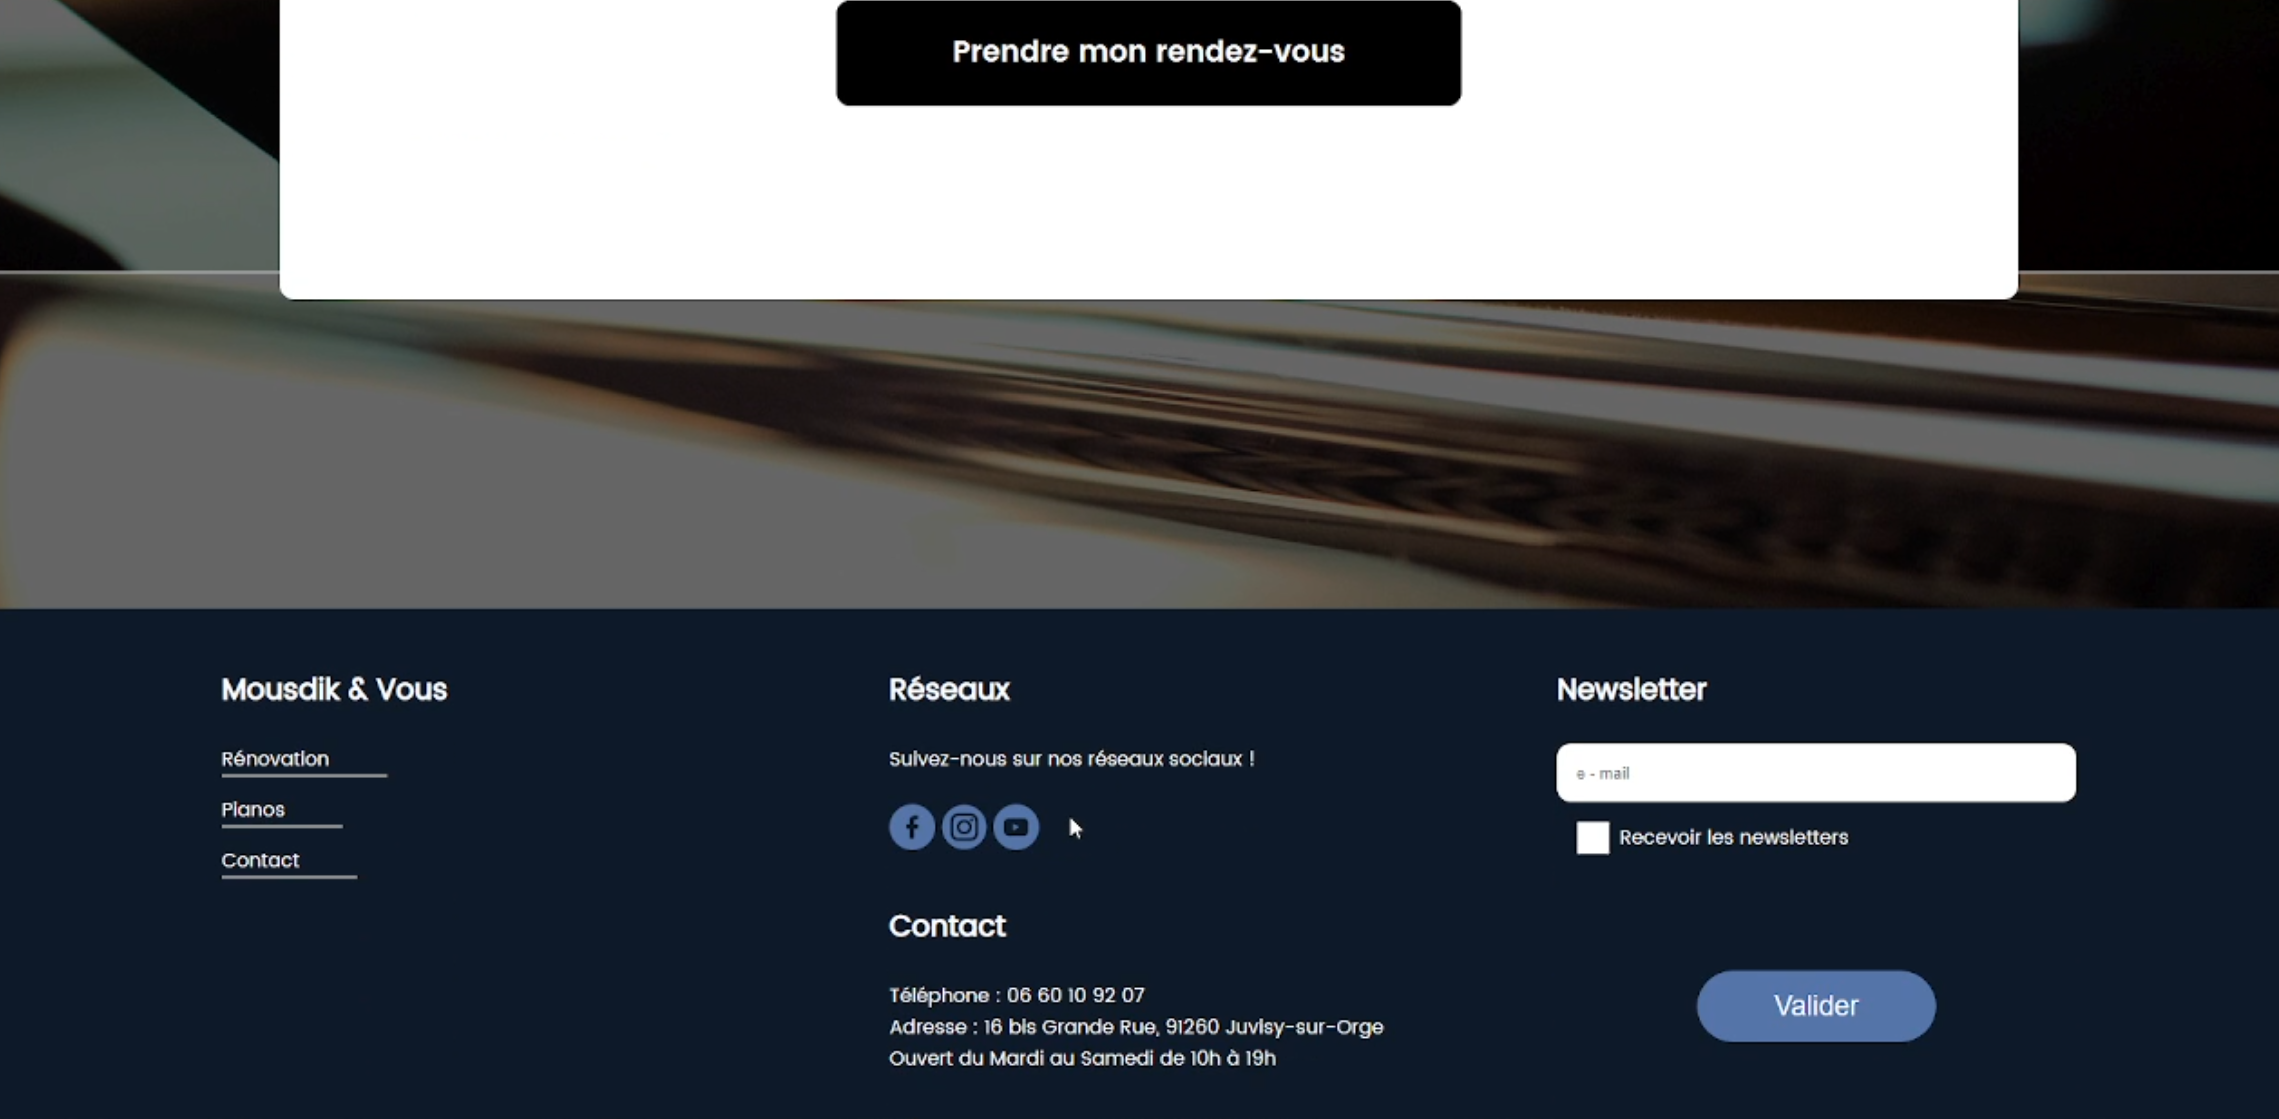 Prendre mon rendez-vous
Mousdik & Vous
Rénovation
Pianos
Contact
Réseaux
Suivez-nous sur nos réseaux sociaux !
Contact
Téléphone : 06 60 10 92 07
Adresse : 16 bis Grande Rue, 91260 Juvisy-sur-Orge
Ouvert du Mardi au Samedi de 10h à 19h
Newsletter
e - mail
Recevoir les newsletters
Valider